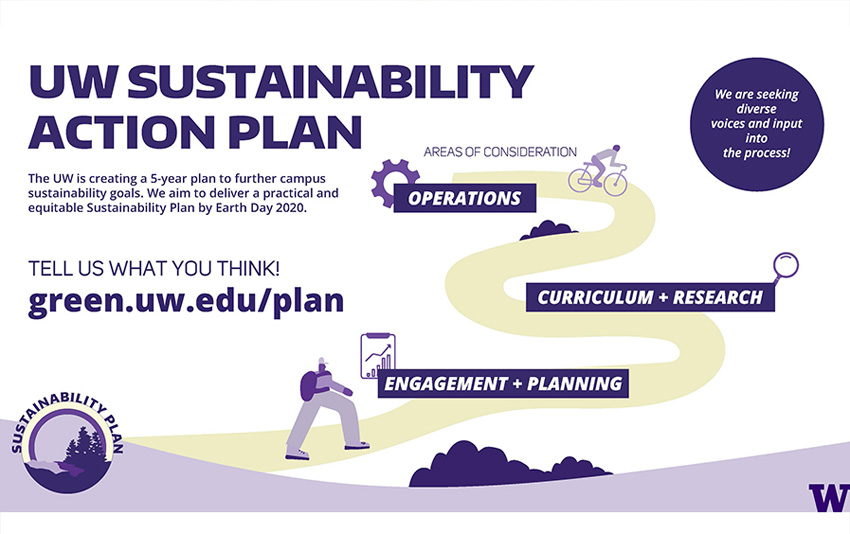 UW SUSTAINABILITY
ACTION PLAN
The UW is creating a 5-year plan to further campus
sustainability goals. We aim to deliver a practical and
equitable Sustainability Plan by Earth Day 2020.
TELL US WHAT YOU THINK!
green.uw.edu/plan
We are seeking
diverse
voices and input
into
the process!
AREAS OF CONSIDERATION
OPERATIONS
CURRICULUM + RESEARCH
ENGAGEMENT + PLANNING
SUSTAINABILITY PLAN
W